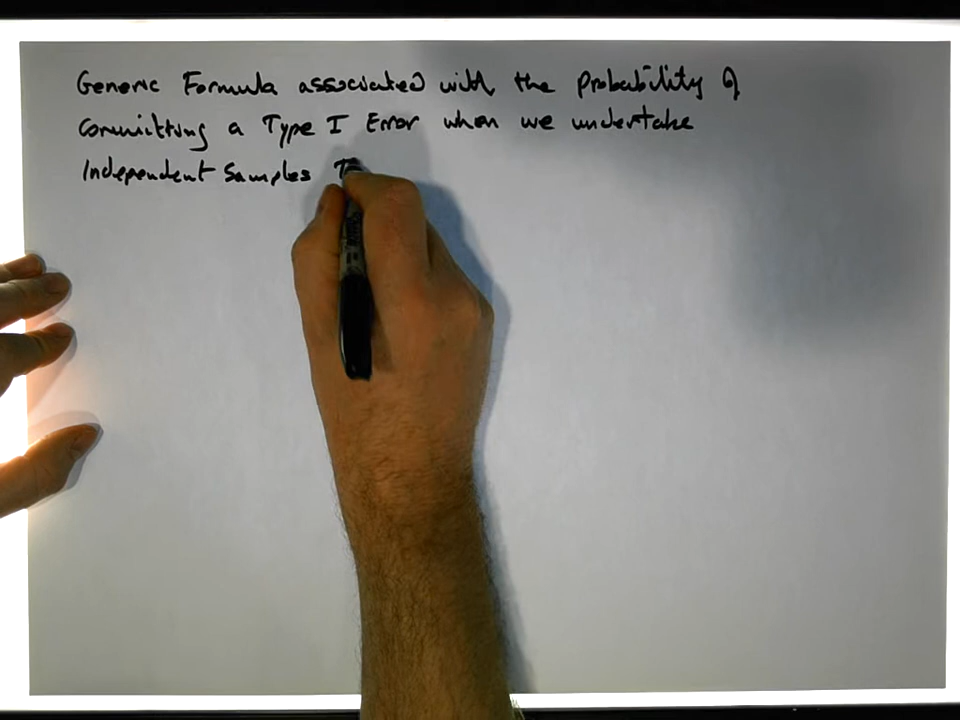 Generic Formula associated with the probability of
committing a Type I Error when we undertake
Independent Samples T